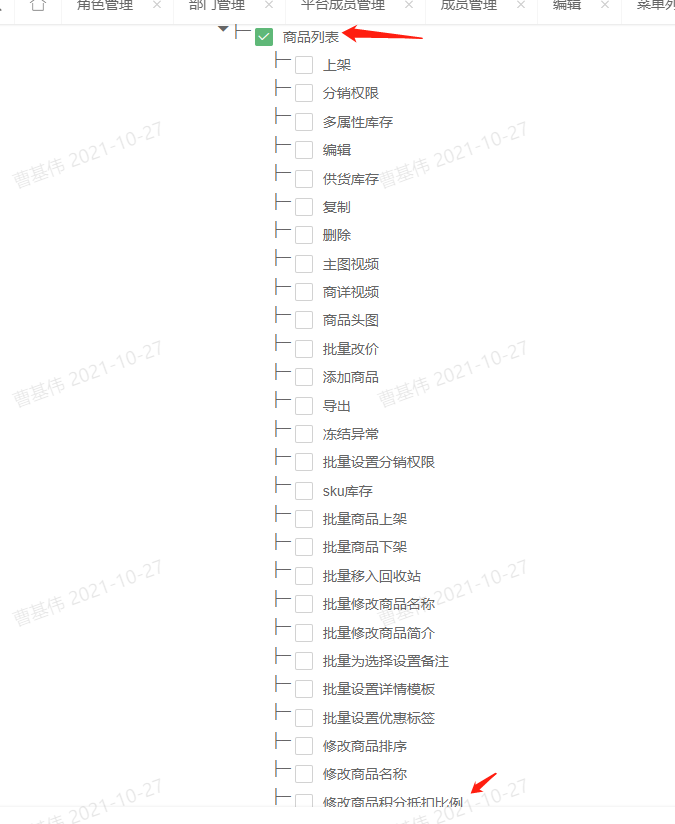 角色管理 × 部门管理 × 平台成员管理 × 成员管理 × 编辑 × 菜单列
商品列表
上架
分销权限
多属性库存
编辑
供货库存
复制
删除
主图视频
商详视频
商品头图
批量改价
添加商品
导出
冻结异常
批量设置分销权限
sku库存
批量商品上架
批量商品下架
批量移入回收站
批量修改商品名称
批量修改商品简介
批量为选择设置备注
批量设置详情模板
批量设置优惠标签
修改商品排序
修改商品名称
修改商品积分抵扣比例
曹基伟 2021-10-27
曹基伟 2021-10-27
曹基伟 2021-10-27
曹基伟 2021-10-27
曹基伟 2021-10-27
曹基伟 2021-10-27
曹基伟 2021-10-27
曹基伟 2021-10-27